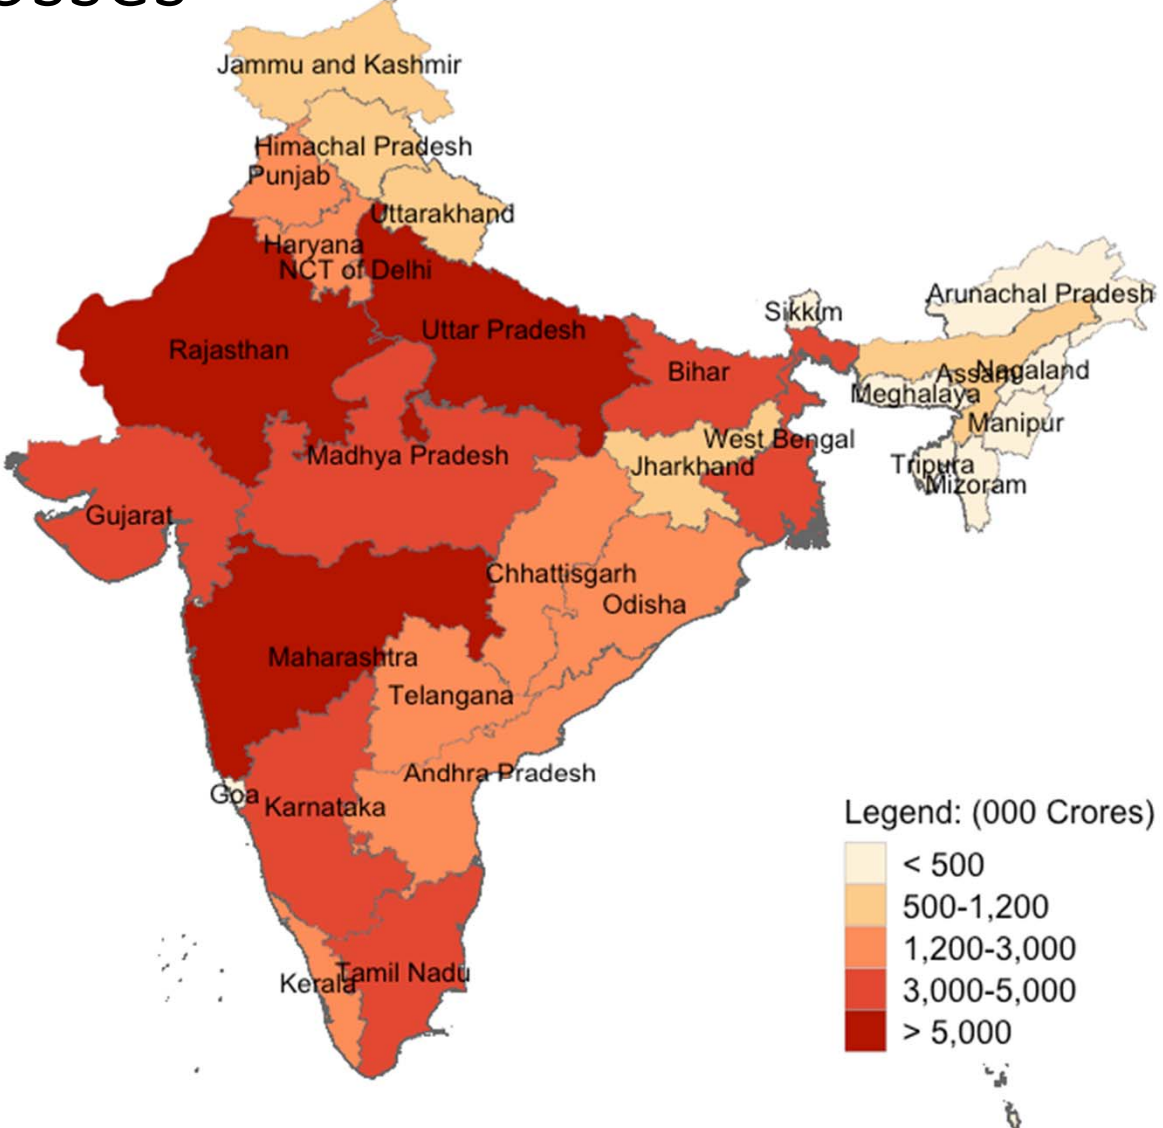 Jammu and Kashmir
Himachal Pradesh
Punjab
Uttarakhand
Haryana
NCT of Delhi
Arunachal Pradesh
Sikkim
Uttar Pradesh
Rajasthan
Bihar
Nagaland
Assam
Meghalaya
Manipur
West Bengal
Madhya Pradesh
Jharkhand
Tripura
Mizoram
Gujarat
Chhattisgarh
Odisha
Maharashtra
Telangana
Andhra Pradesh
Goa
Karnataka
Legend: (000 Crores)
< 500
500-1,200
1,200-3,000
3,000-5,000
> 5,000
Tamil Nadu
Kerala